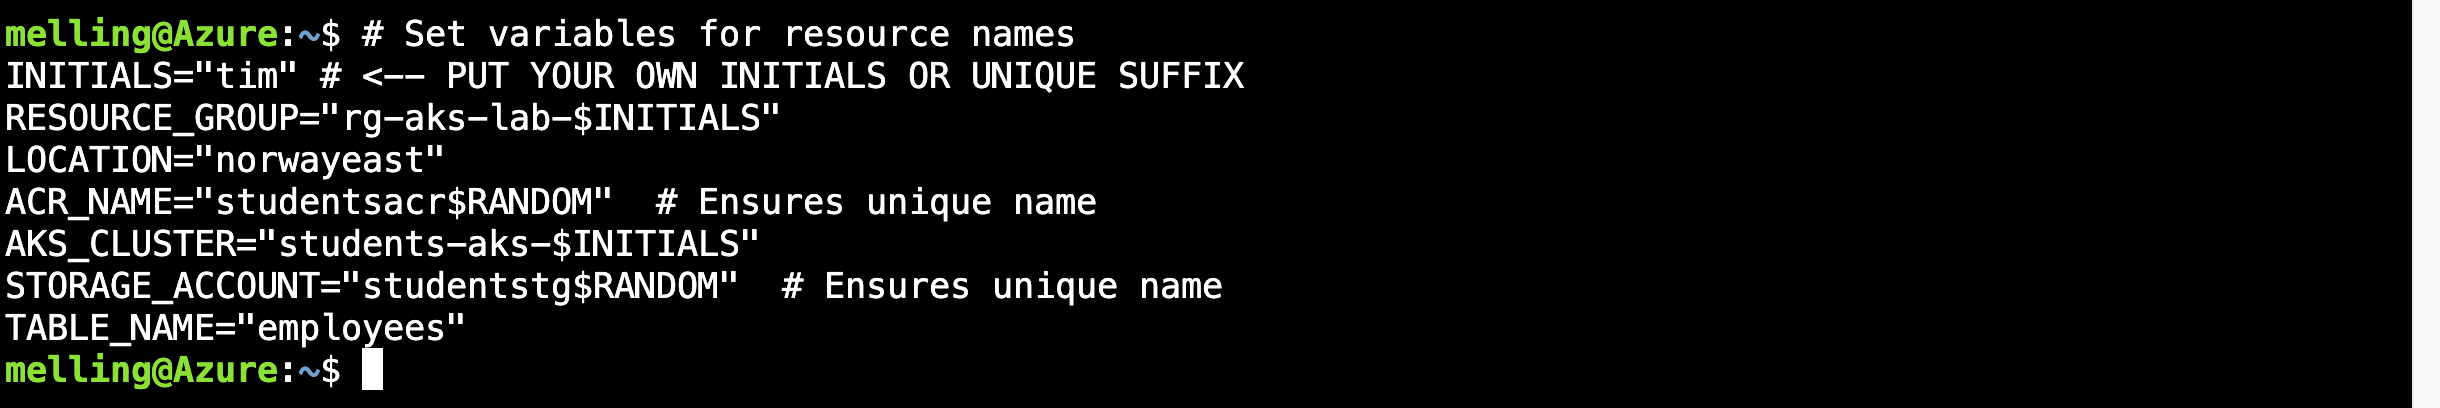 melling@Azure:~$ # Set variables for resource names
INITIALS="tim" # <-- PUT YOUR OWN INITIALS OR UNIQUE SUFFIX
RESOURCE_GROUP="rg-aks-lab-$INITIALS"
LOCATION="norwayeast"
ACR_NAME="studentsacr$RANDOM"  # Ensures unique name
AKS_CLUSTER="students-aks-$INITIALS"
STORAGE_ACCOUNT="studentstg$RANDOM"  # Ensures unique name
TABLE_NAME="employees"
melling@Azure:~$